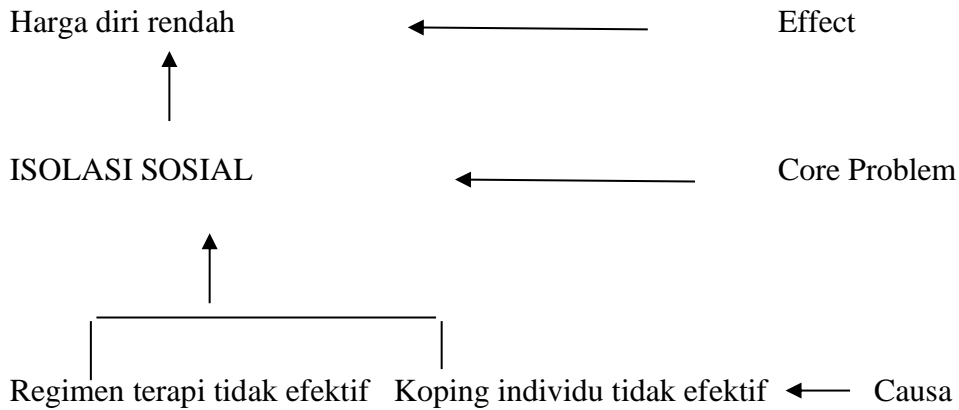 Harga diri rendah Effect
ISOLASI SOSIAL Core Problem
Regimen terapi tidak efektif Koping individu tidak efektif Causa